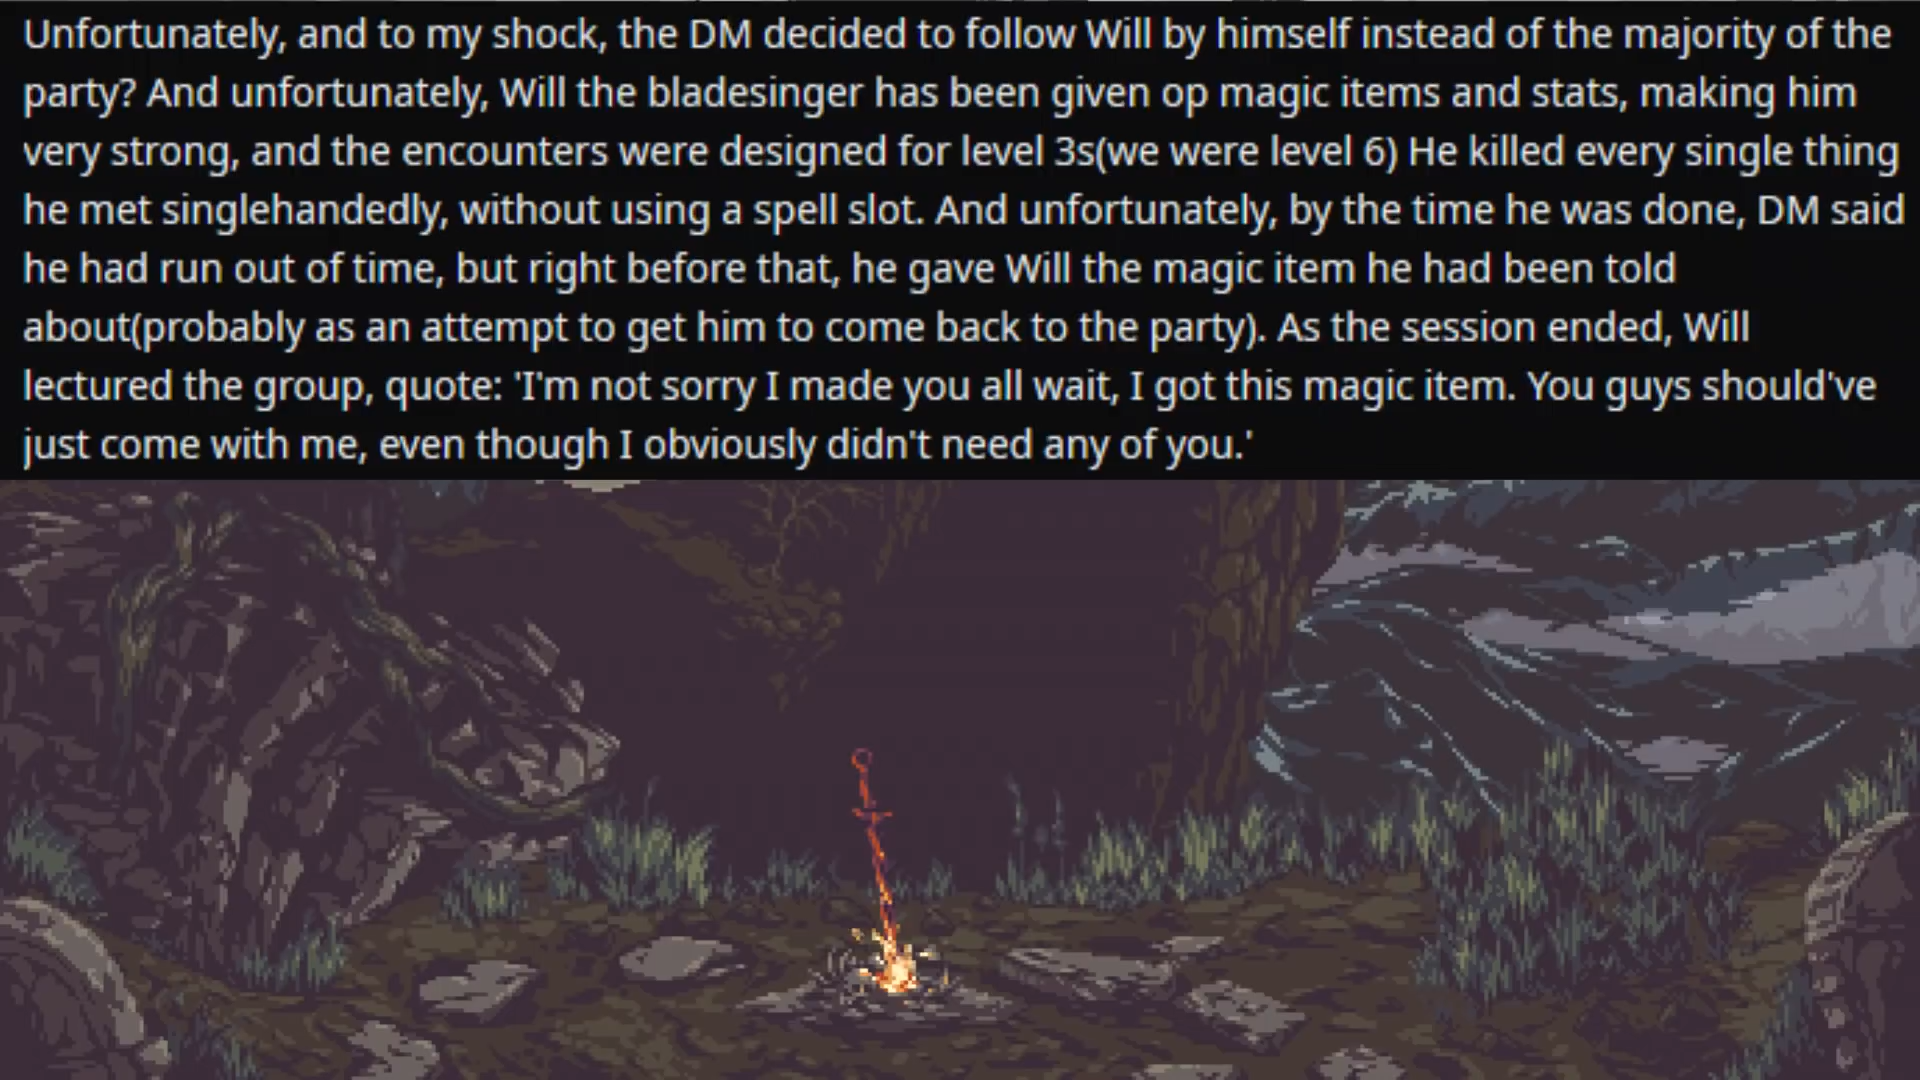 Unfortunately, and to my shock, the DM decided to follow Will by himself instead of the majority of the
party? And unfortunately, Will the bladesinger has been given op magic items and stats, making him
very strong, and the encounters were designed for level 3s(we were level 6) He killed every single thing
he met singlehandedly, without using a spell slot. And unfortunately, by the time he was done, DM said
he had run out of time, but right before that, he gave Will the magic item he had been told
about(probably as an attempt to get him to come back to the party). As the session ended, Will
lectured the group, quote: 'I'm not sorry I made you all wait, I got this magic item. You guys should've
just come with me, even though I obviously didn't need any of you.'